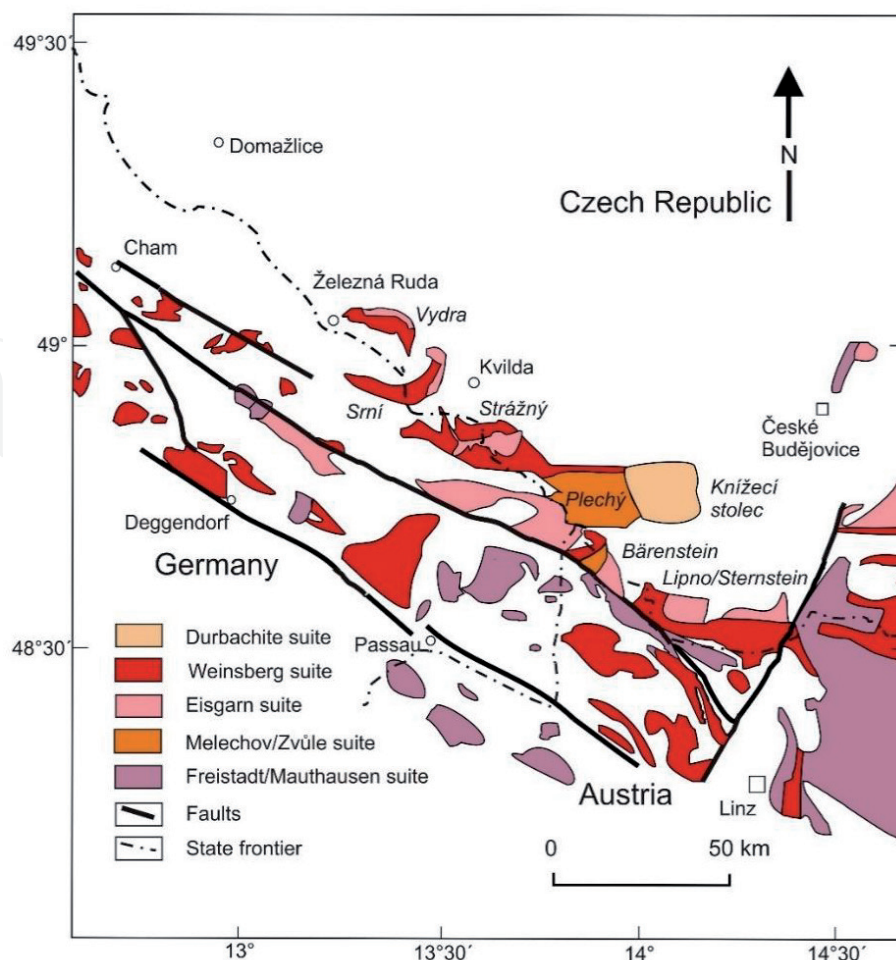 49°30′
Domažlice
N
Czech Republic
Cham
Železná Ruda
Vydra
49°
Kvilda
Srní
Strážný
České
Budějovice
Plechý
Knížecí
stolec
Deggendorf
Bärenstein
Germany
Lipno/Sternstein
Durbachite suite
48°30′
Passau
Weinsberg suite
Eisgarn suite
Melechov/Zvůle suite
Freistadt/Mauthausen suite
Austria
Linz
Faults
0 50 km
State frontier
13° 13°30′ 14° 14°30′